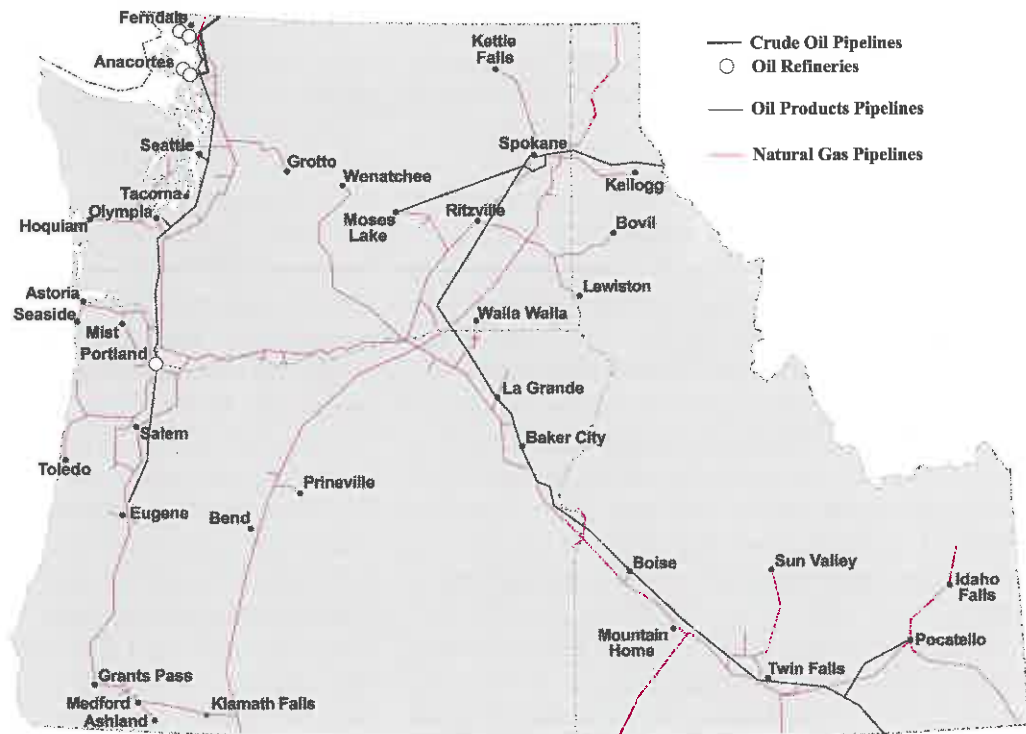 Ferndale
Anacortes
Kettle
Falls
Crude Oil Pipelines
Oil Refineries
Oil Products Pipelines
Natural Gas Pipelines
Seattle
Spokane
Grotto
Wenatchee
Kellogg
Tacoma
Olympia
Hoquiam
Moses
Lake
Ritzville
Bovil
Lewiston
Astoria
Seaside
Mist
Portland
Walla Walla
La Grande
Salem
Baker City
Toledo
Prineville
Eugene
Bend
Boise
Sun Valley
Idaho
Falls
Mountain
Home
Pocatello
Twin Falls
Grants Pass
Medford
Ashland
Klamath Falls